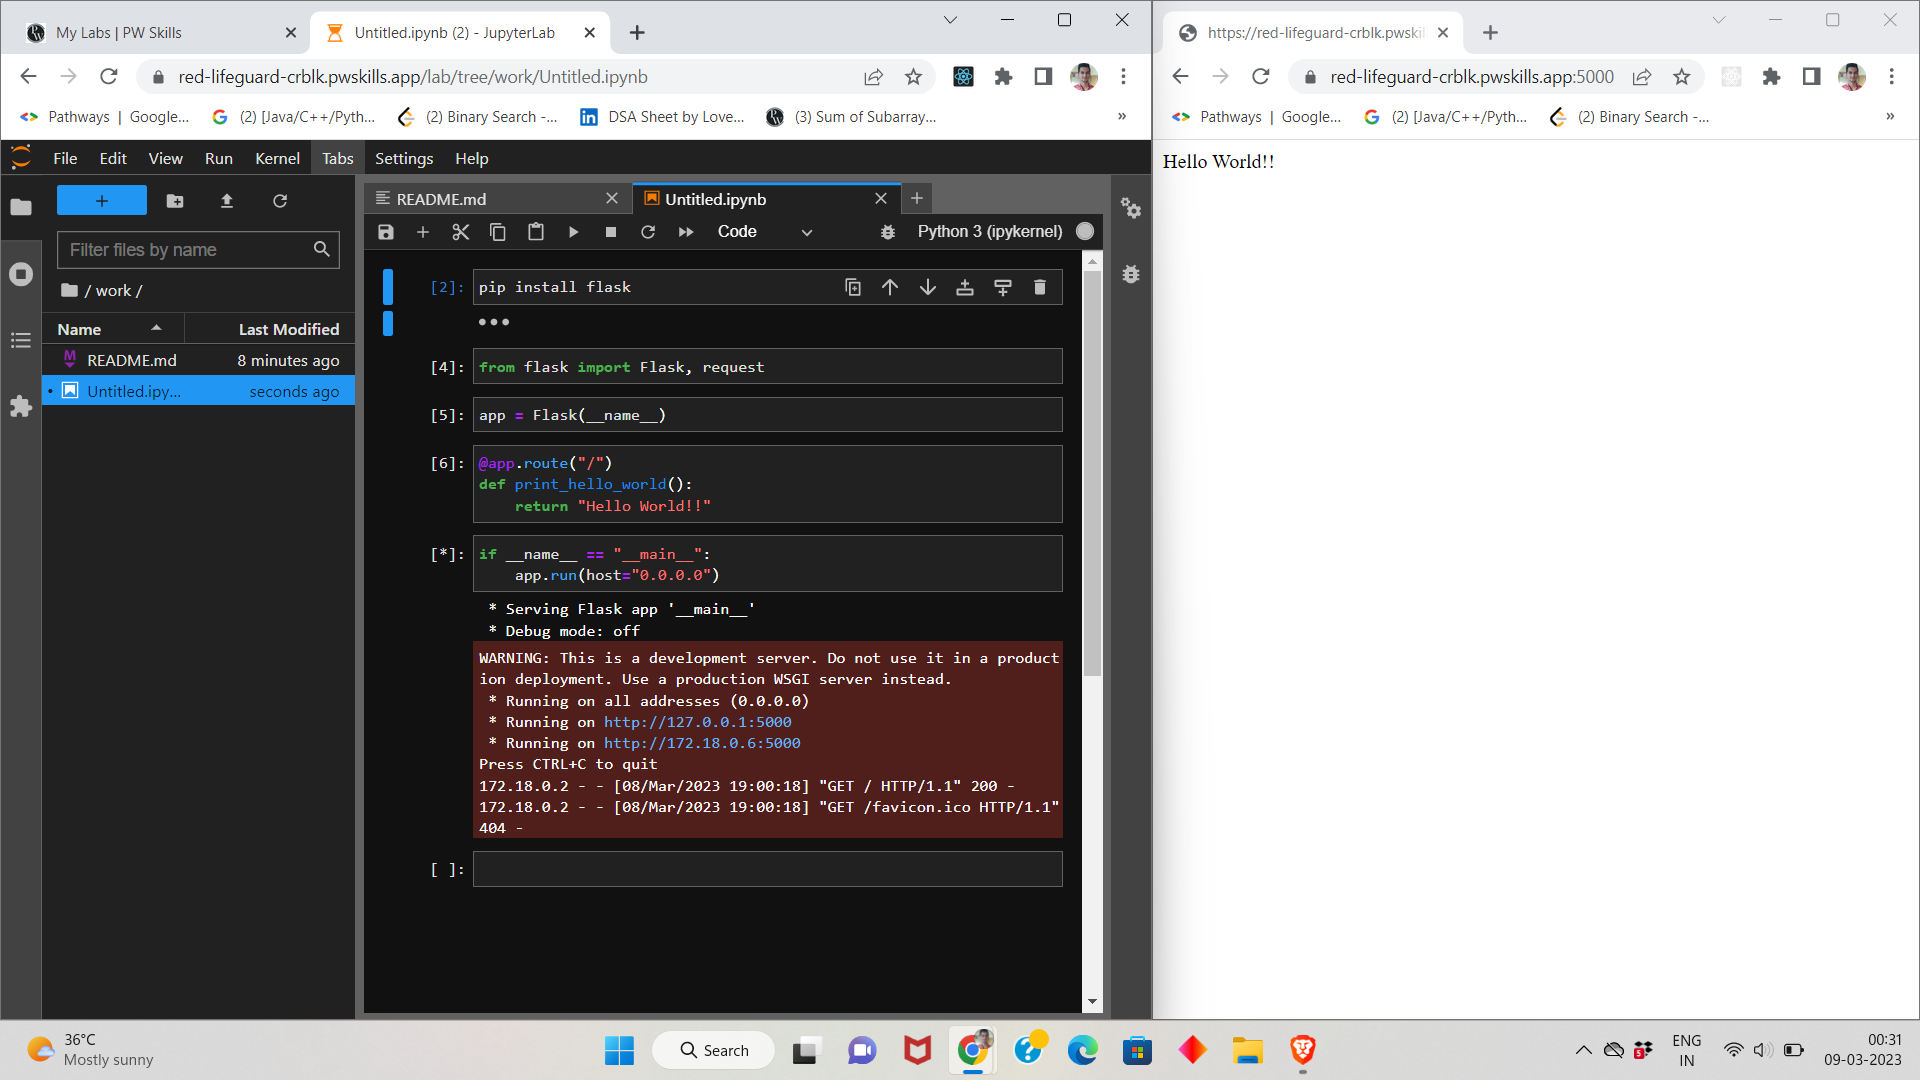 My Labs | PW Skills
Untitled.ipynb (2) - JupyterLab
red-lifeguard-crblk.pwskills.app/lab/tree/work/Untitled.ipynb
Pathways | Google... (2) [Java/C++/Pyth... (2) Binary Search -... DSA Sheet by Love... (3) Sum of Subarray... »
File Edit View Run Kernel Tabs Settings Help
Filter files by name
/ work /
Name Last Modified
README.md 8 minutes ago
Untitled.ipy... seconds ago
README.md Untitled.ipynb
Code Python 3 (ipykernel)
[2]: pip install flask
[4]: from flask import Flask, request
[5]: app = Flask(__name__)
[6]: @app.route("/")
def print_hello_world():
return "Hello World!!"
[*]: if __name__ == "__main__":
app.run(host="0.0.0.0")
* Serving Flask app '__main__'
* Debug mode: off
WARNING: This is a development server. Do not use it in a product
ion deployment. Use a production WSGI server instead.
* Running on all addresses (0.0.0.0)
* Running on http://127.0.0.1:5000
* Running on http://172.18.0.6:5000
Press CTRL+C to quit
172.18.0.2 - - [08/Mar/2023 19:00:18] "GET / HTTP/1.1" 200 -
172.18.0.2 - - [08/Mar/2023 19:00:18] "GET /favicon.ico HTTP/1.1"
404 -
[ ]:
https://red-lifeguard-crblk.pwskil
red-lifeguard-crblk.pwskills.app:5000
Pathways | Google... (2) [Java/C++/Pyth... (2) Binary Search -... »
Hello World!!
36°C
Mostly sunny
Search
ENG
IN
00:31
09-03-2023